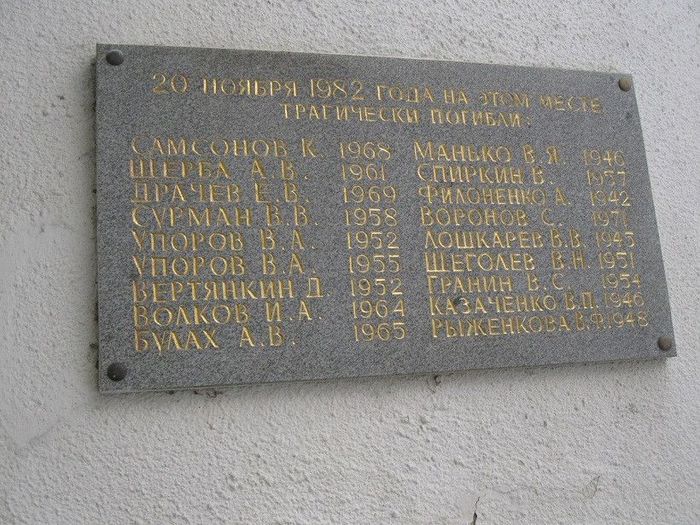 20 НОЯБРЯ 1982 ГОДА НА ЭТОМ МЕСТЕ
ТРАГИЧЕСКИ ПОГИБЛИ:
САМСОНОВ К. 1968
ЩЕРБА А.В. 1961
ДРАЧЕВ Е.В. 1969
СУРМАН В.В. 1958
УПОРОВ В.А. 1952
УПОРОВ В.А. 1955
ВЕРТЯНКИН Д. 1952
ВОЛКОВ И.А. 1964
БУЛАХ А.В. 1965
МАНЬКО В.Я. 1946
СПИРКИН В. 1957
ФИЛОНЕНКО А. 1942
ВОРОНОВ С. 1971
ЛОШКАРЕВ В.В. 1945
ЩЕГОЛЕВ В.Н. 1951
ГРАНИН В.С. 1954
КАЗАЧЕНКО В.П. 1946
РЫЖЕНКОВА В.Ф. 1948